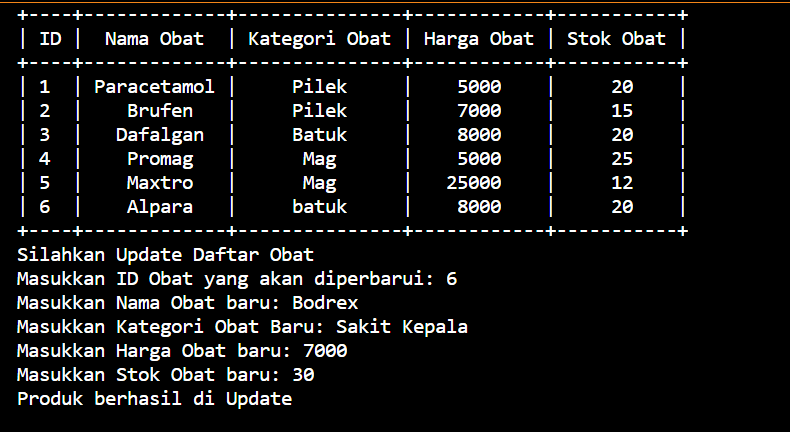 +----+-------------+---------------+------------+-----------+
| ID |  Nama Obat  | Kategori Obat | Harga Obat | Stok Obat |
+----+-------------+---------------+------------+-----------+
| 1  | Paracetamol |     Pilek     |    5000    |     20    |
| 2  |    Brufen   |     Pilek     |    7000    |     15    |
| 3  |   Dafalgan  |     Batuk     |    8000    |     20    |
| 4  |    Promag   |      Mag      |    5000    |     25    |
| 5  |    Maxtro   |      Mag      |   25000    |     12    |
| 6  |    Alpara   |     batuk     |    8000    |     20    |
+----+-------------+---------------+------------+-----------+
Silahkan Update Daftar Obat
Masukkan ID Obat yang akan diperbarui: 6
Masukkan Nama Obat baru: Bodrex
Masukkan Kategori Obat Baru: Sakit Kepala
Masukkan Harga Obat baru: 7000
Masukkan Stok Obat baru: 30
Produk berhasil di Update